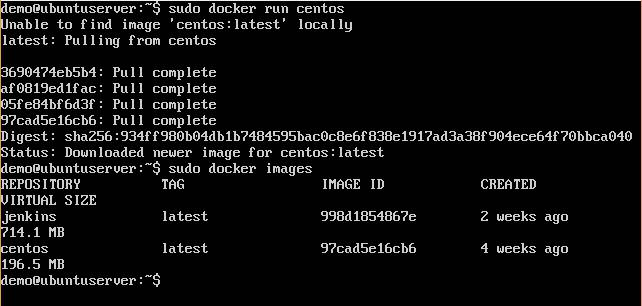 demo@ubuntuserver:~$ sudo docker run centos
Unable to find image 'centos:latest' locally
latest: Pulling from centos
3690474eb5b4: Pull complete
af0819ed1fac: Pull complete
05fe84bf6d3f: Pull complete
97cad5e16cb6: Pull complete
Digest: sha256:934ff980b04db1b7484595bac0c8e6f838e1917ad3a38f904ece64f70bbca040
Status: Downloaded newer image for centos:latest
demo@ubuntuserver:~$ sudo docker images
REPOSITORY TAG IMAGE ID CREATED
VIRTUAL SIZE
jenkins latest 998d1854867e 2 weeks ago
714.1 MB
centos latest 97cad5e16cb6 4 weeks ago
196.5 MB
demo@ubuntuserver:~$